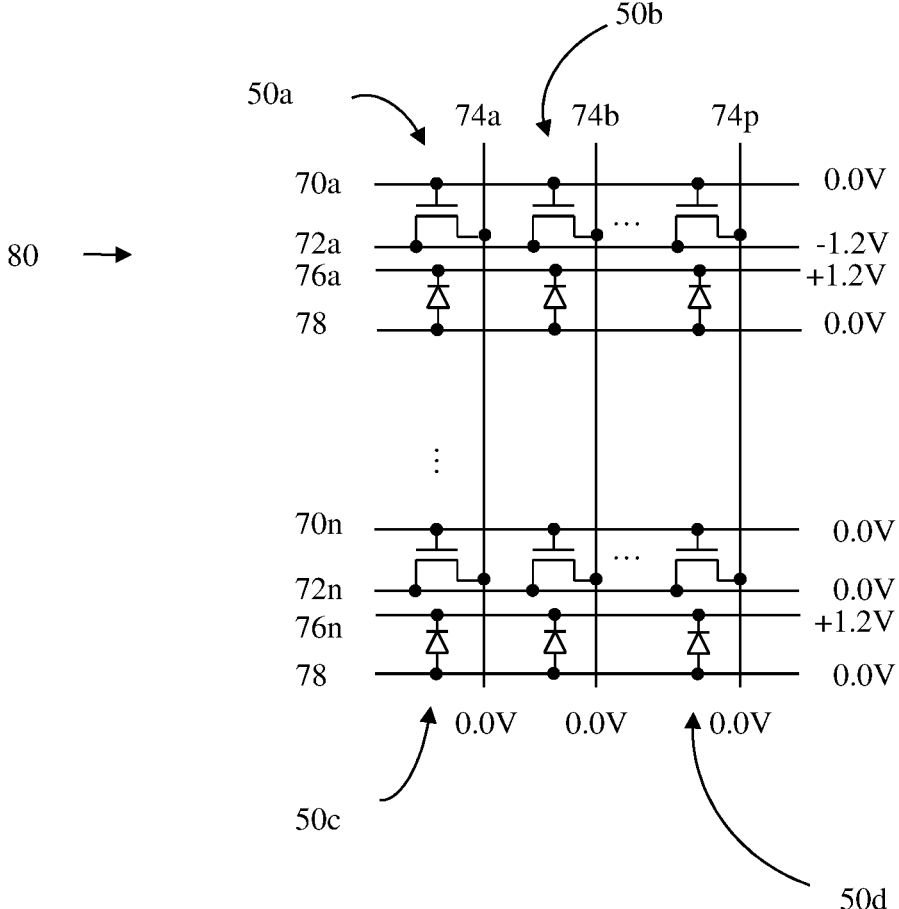 50b
50a
74a 74b 74p
70a 0.0V
...
72a -1.2V
80
76a +1.2V
78 0.0V
...
70n 0.0V
...
72n 0.0V
76n +1.2V
78 0.0V
0.0V 0.0V 0.0V
50c
50d